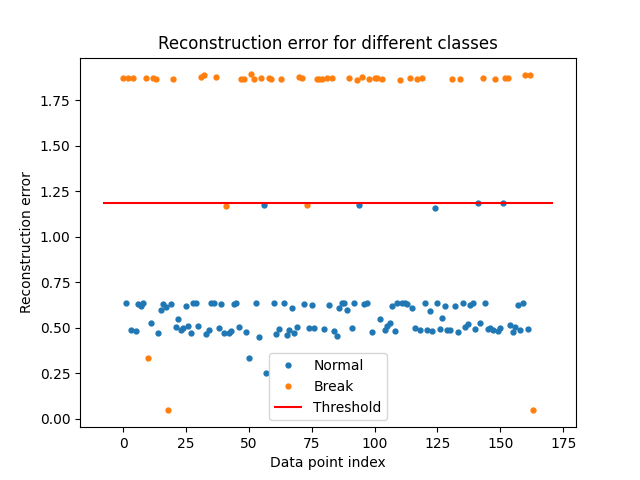 Reconstruction error for different classes
Reconstruction error
1.75
1.50
1.25
1.00
0.75
0.50
0.25
0.00
Normal
Break
Threshold
0 25 50 75 100 125 150 175
Data point index